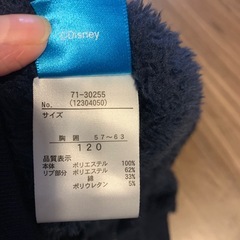 ©Disney
71-30255
No. (12304050)
サイズ
胸囲 57~63
120
品質表示
本体 ポリエステル 100%
リブ部分 ポリエステル 62%
綿 33%
ポリウレタン 5%